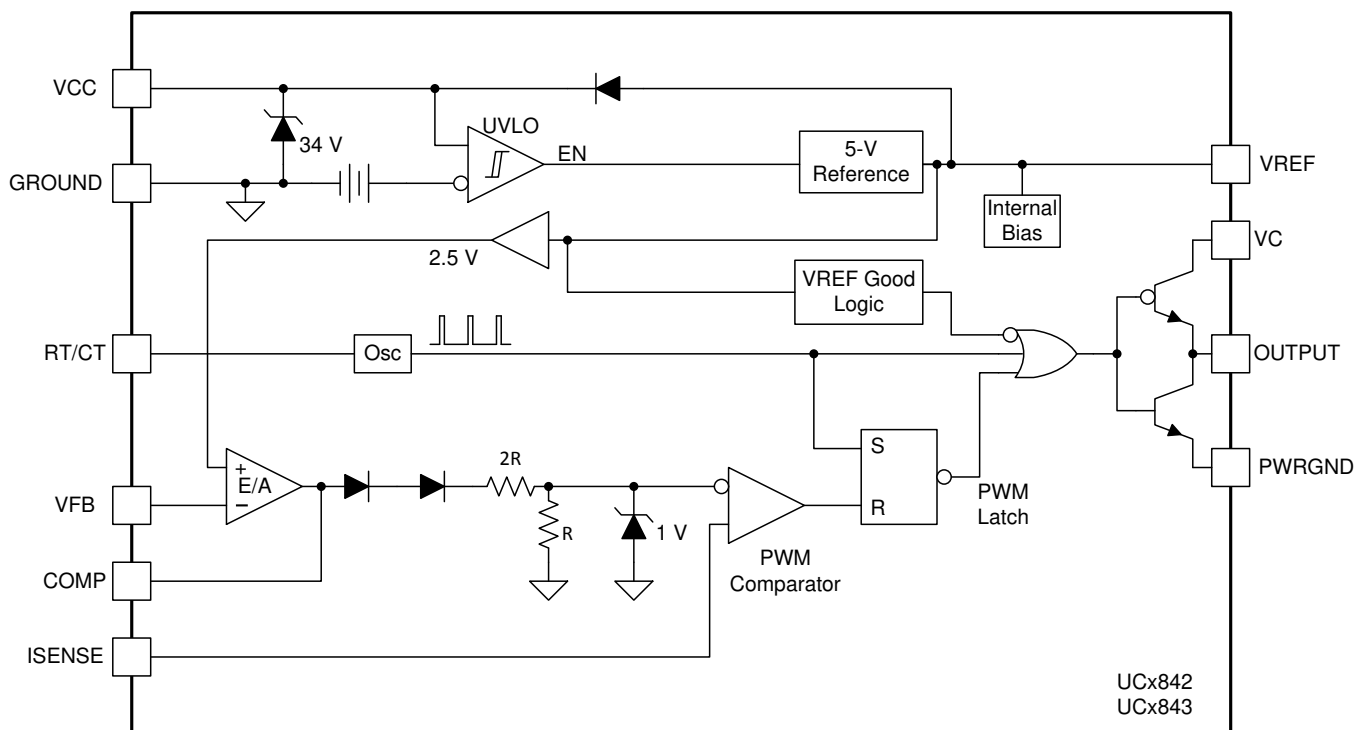 VCC
UVLO
34 V
EN
5-V
Reference
VREF
GROUND
Internal
Bias
VC
2.5 V
VREF Good
Logic
RT/CT
Osc
OUTPUT
2R
S
PWRGND
+
E/A
−
VFB
R
1 V
R
PWM
Latch
COMP
PWM
Comparator
ISENSE
UCx842
UCx843